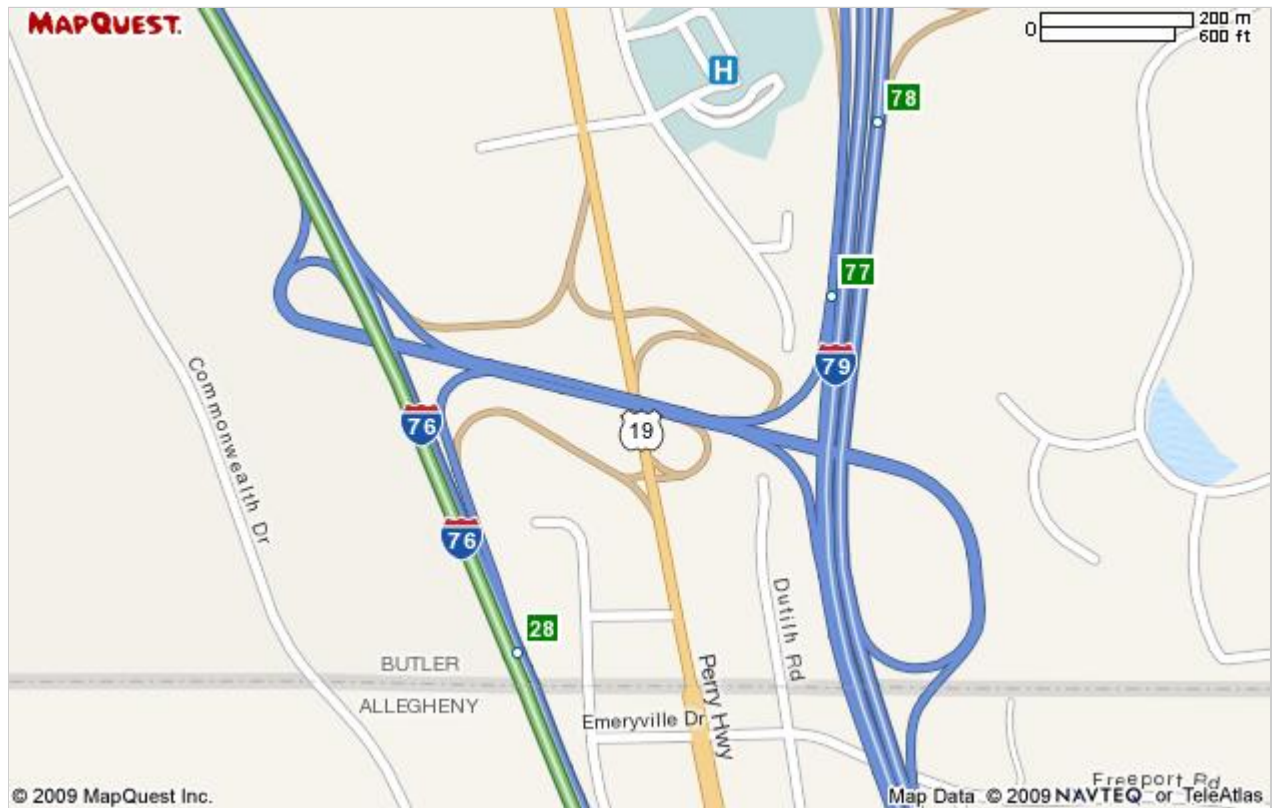 MAPQUEST.
0
200 m
600 ft
H
78
77
79
Commonwealth Dr
76
19
76
Dutilh Rd
28
BUTLER
ALLEGHENY
Perry Hwy
Emeryville Dr
Freeport Rd
© 2009 MapQuest Inc.
Map Data © 2009 NAVTEQ or TeleAtlas